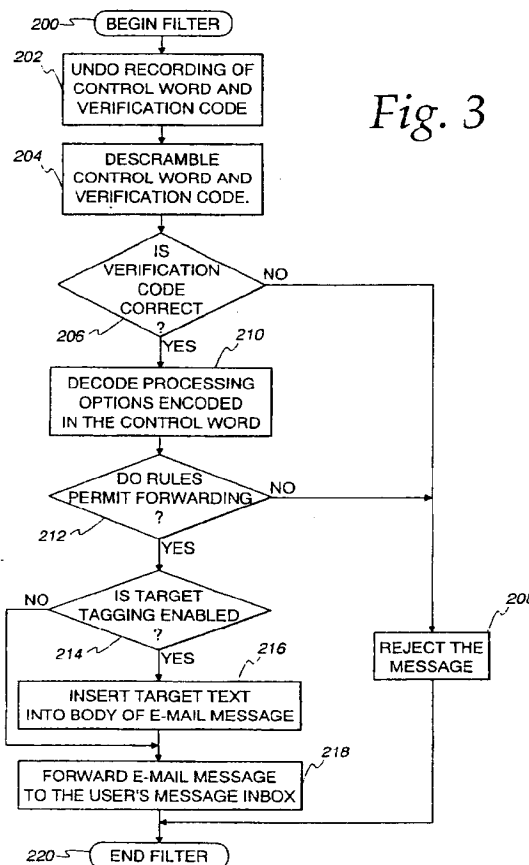 200
BEGIN FILTER
202
UNDO RECORDING OF
CONTROL WORD AND
VERIFICATION CODE
Fig. 3
204
DESCRAMBLE
CONTROL WORD AND
VERIFICATION CODE.
IS
VERIFICATION
CODE
CORRECT
?
NO
206
YES
210
DECODE PROCESSING
OPTIONS ENCODED
IN THE CONTROL WORD
DO RULES
PERMIT FORWARDING
?
NO
212
YES
IS TARGET
TAGGING ENABLED
?
NO
214
YES
208
REJECT THE
MESSAGE
216
INSERT TARGET TEXT
INTO BODY OF E-MAIL MESSAGE
218
FORWARD E-MAIL MESSAGE
TO THE USER'S MESSAGE INBOX
220
END FILTER